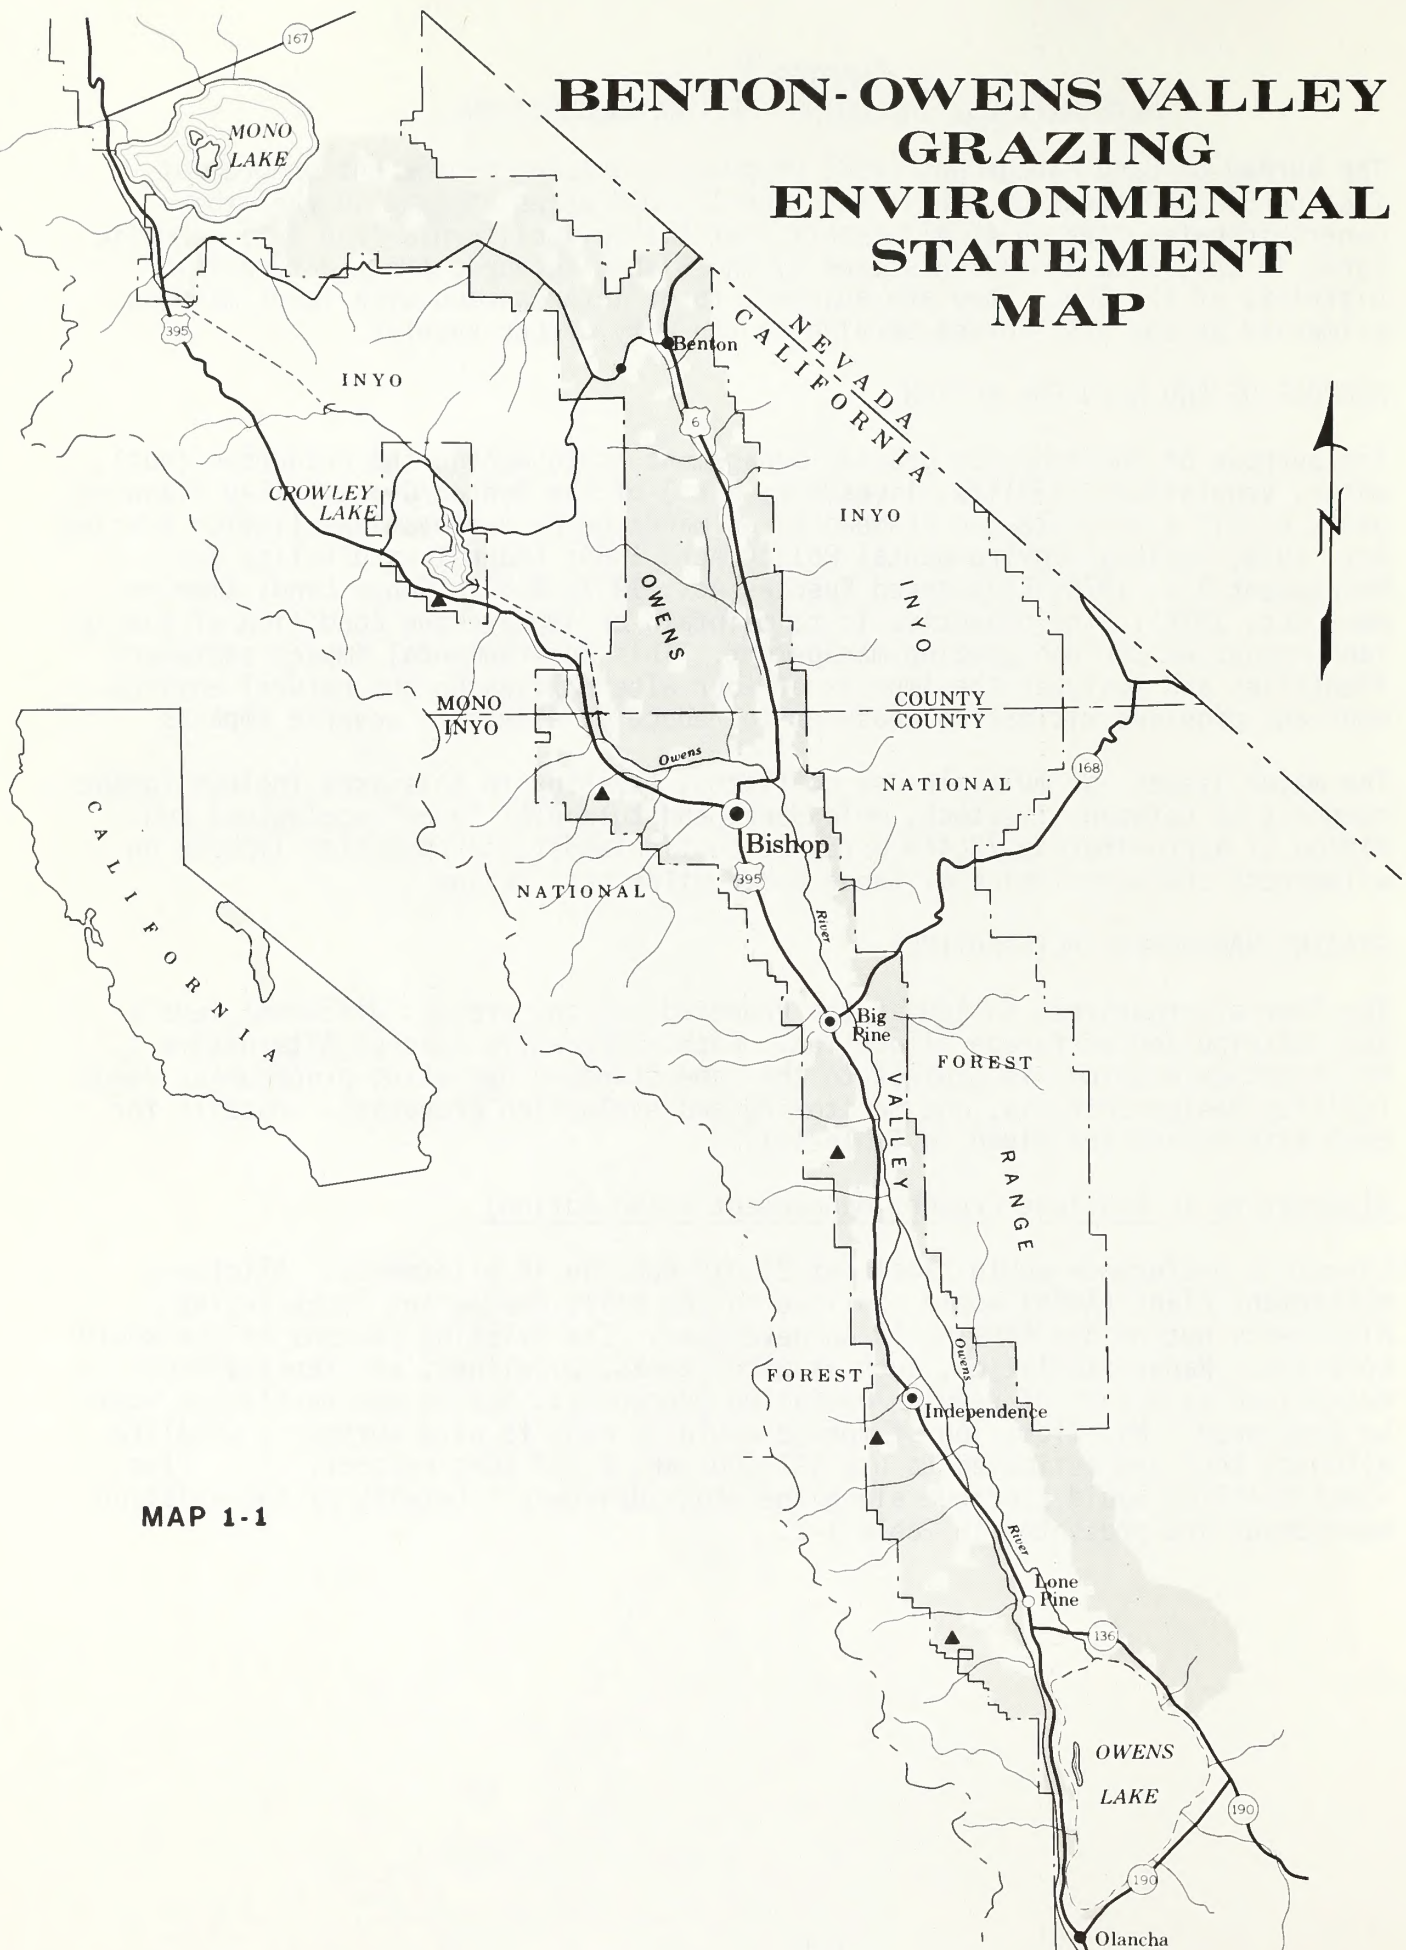 BENTON-OWENS VALLEY
GRAZING
ENVIRONMENTAL
STATEMENT
MAP
167
MONO
LAKE
395
INYO
Benton
NEVADA
CALIFORNIA
6
CROWLEY
LAKE
INYO
INYO
OWENS
MONO
INYO
COUNTY
COUNTY
Owens
168
NATIONAL
Bishop
395
NATIONAL
River
CALIFORNIA
Big
Pine
FOREST
VALLEY
RANGE
Owens
FOREST
Independence
MAP 1-1
River
Lone
Pine
136
OWENS
LAKE
190
190
Olancha
N